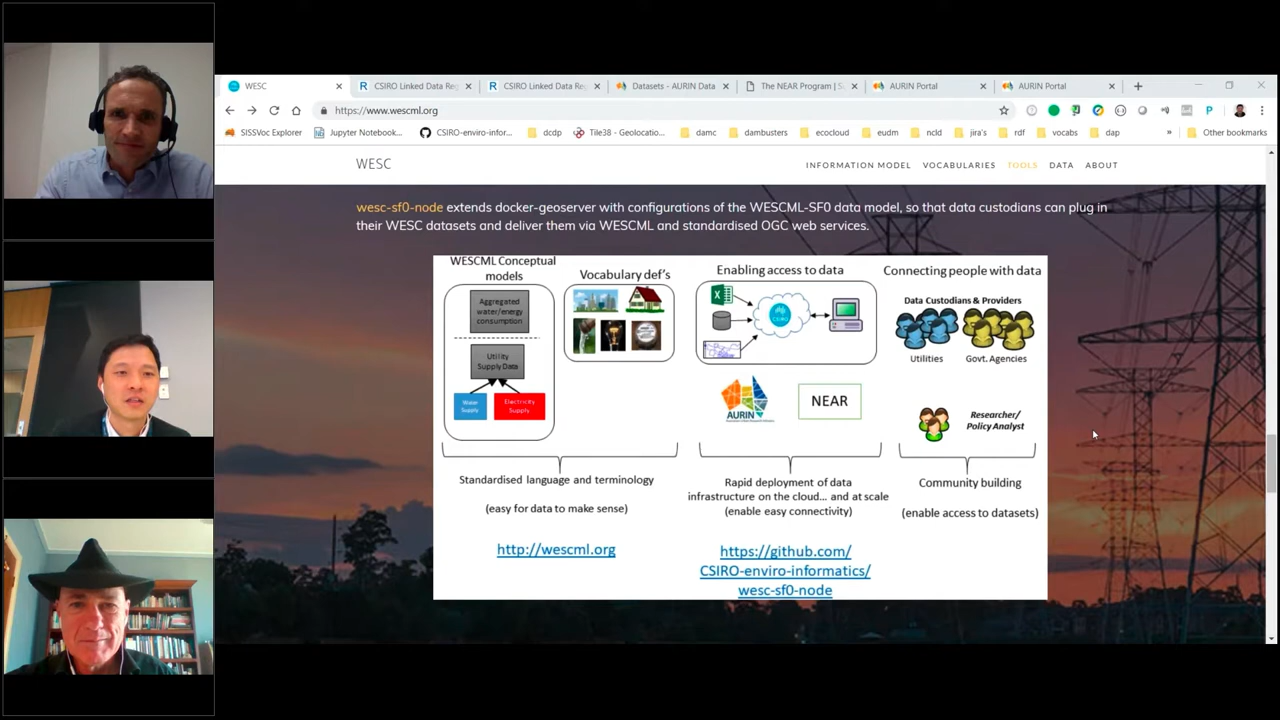 WESC
CSIRO Linked Data Reg
CSIRO Linked Data Re
Datasets - AURIN Data
The NEAR Program | S
AURIN Portal
AURIN Portal
https://www.wescml.org
SISSVoc Explorer
Jupyter Notebook...
CSIRO-enviro-infor...
dcdp
Tile38 - Geolocatio...
damc
dambusters
ecocloud
eudm
ncld
jira's
rdf
vocabs
dap
»
Other bookmarks
WESC
INFORMATION MODEL
VOCABULARIES
TOOLS
DATA
ABOUT
wesc-sf0-node extends docker-geoserver with configurations of the WESCML-SF0 data model, so that data custodians can plug in
their WESC datasets and deliver them via WESCML and standardised OGC web services.
WESCML Conceptual
models
Aggregated
water/energy
consumption
Utility
Supply Data
Water
Supply
Electricity
Supply
Vocabulary def's
Standardised language and terminology
(easy for data to make sense)
http://wescml.org
Enabling access to data
CSIRO
AURIN
NEAR
Rapid deployment of data
infrastructure on the cloud... and at scale
(enable easy connectivity)
https://github.com/
CSIRO-enviro-informatics/
wesc-sf0-node
Connecting people with data
Data Custodians & Providers
Utilities
Govt. Agencies
Researcher/
Policy Analyst
Community building
(enable access to datasets)